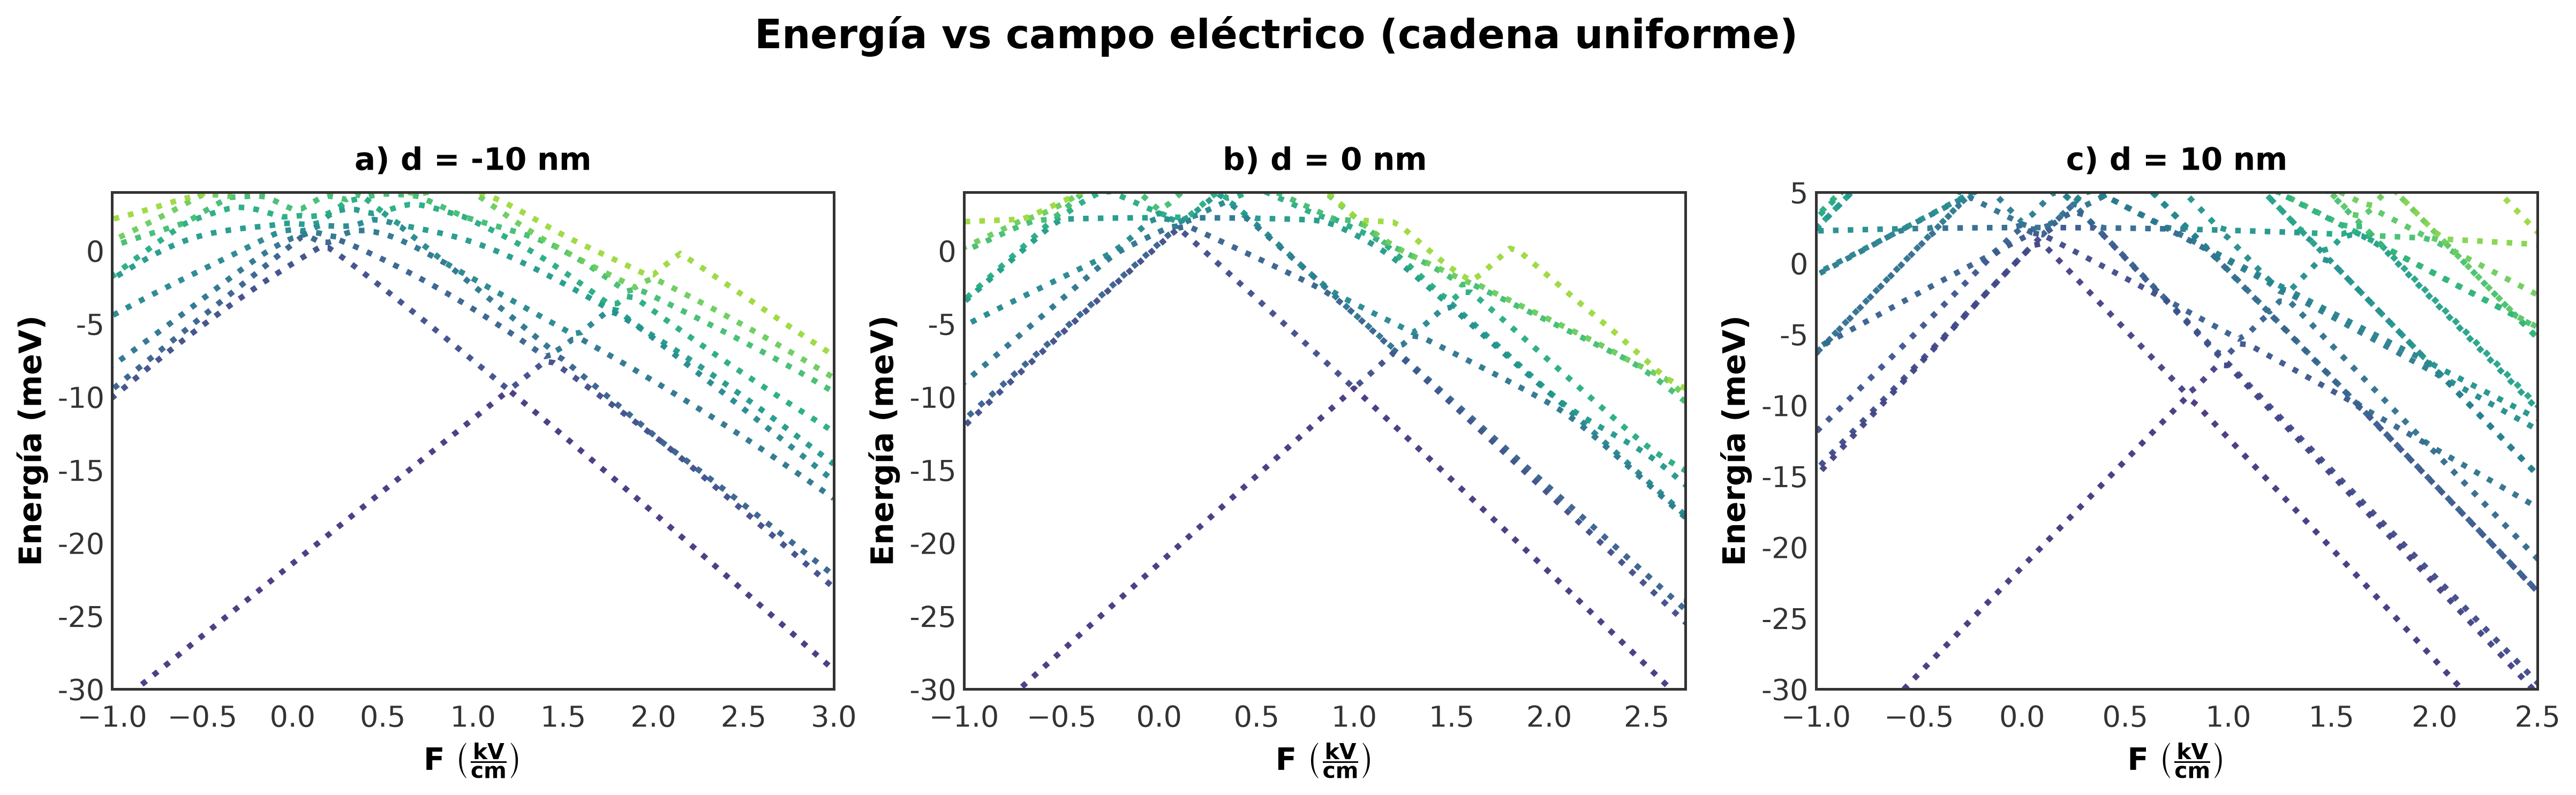 Energía vs campo eléctrico (cadena uniforme)
a) d = -10 nm
b) d = 0 nm
c) d = 10 nm
Energía (meV)
0
-5
-10
-15
-20
-25
-30
−1.0 −0.5 0.0 0.5 1.0 1.5 2.0 2.5 3.0
F (kV/cm)
Energía (meV)
0
-5
-10
-15
-20
-25
-30
−1.0 −0.5 0.0 0.5 1.0 1.5 2.0 2.5
F (kV/cm)
Energía (meV)
5
0
-5
-10
-15
-20
-25
-30
−1.0 −0.5 0.0 0.5 1.0 1.5 2.0 2.5
F (kV/cm)